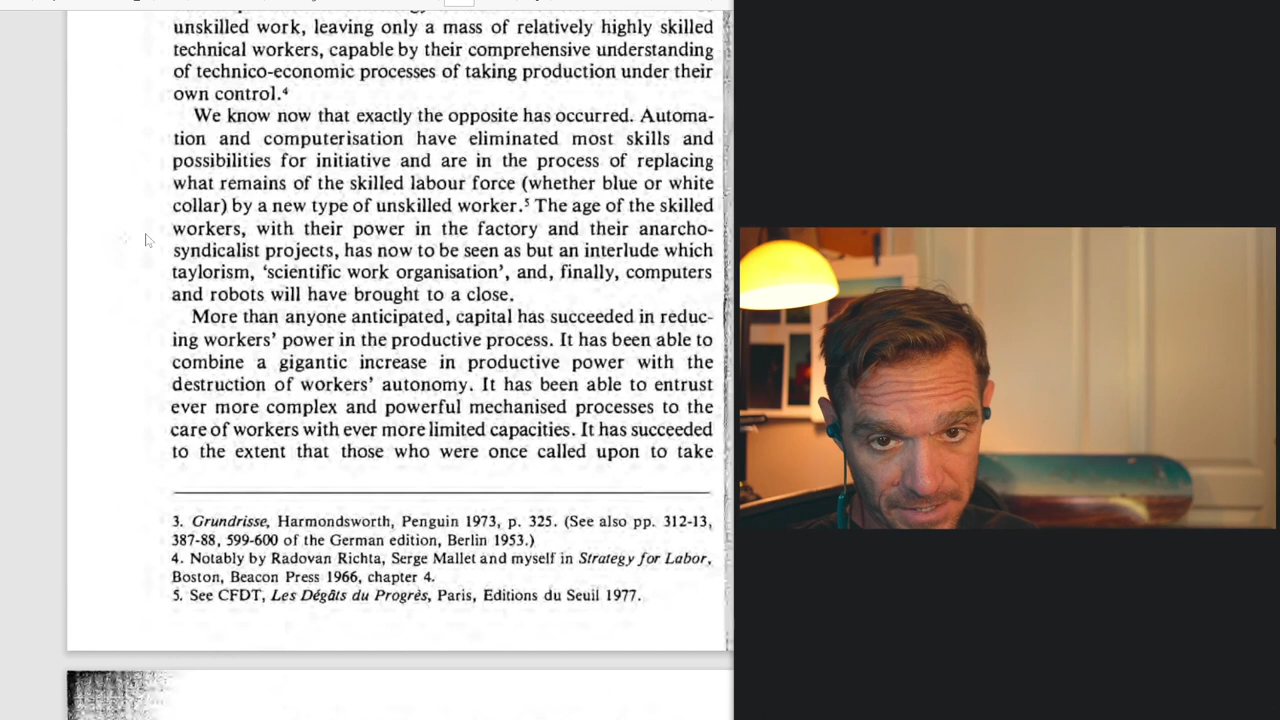 unskilled work, leaving only a mass of relatively highly skilled
technical workers, capable by their comprehensive understanding
of technico-economic processes of taking production under their
own control.⁴
We know now that exactly the opposite has occurred. Automa-
tion and computerisation have eliminated most skills and
possibilities for initiative and are in the process of replacing
what remains of the skilled labour force (whether blue or white
collar) by a new type of unskilled worker.⁵ The age of the skilled
workers, with their power in the factory and their anarcho-
syndicalist projects, has now to be seen as but an interlude which
taylorism, ‘scientific work organisation’, and, finally, computers
and robots will have brought to a close.
More than anyone anticipated, capital has succeeded in reduc-
ing workers’ power in the productive process. It has been able to
combine a gigantic increase in productive power with the
destruction of workers’ autonomy. It has been able to entrust
ever more complex and powerful mechanised processes to the
care of workers with ever more limited capacities. It has succeeded
to the extent that those who were once called upon to take
3. Grundrisse, Harmondsworth, Penguin 1973, p. 325. (See also pp. 312-13,
387-88, 599-600 of the German edition, Berlin 1953.)
4. Notably by Radovan Richta, Serge Mallet and myself in Strategy for Labor,
Boston, Beacon Press 1966, chapter 4.
5. See CFDT, Les Dégâts du Progrès, Paris, Editions du Seuil 1977.